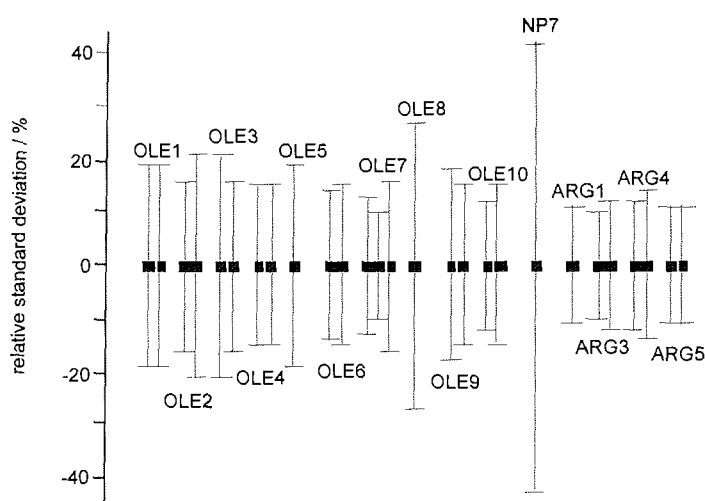 NP7
40
OLE8
OLE1
OLE3
OLE5
OLE7
OLE10
20
ARG1
ARG4
relative standard deviation / %
0
OLE2
OLE4
OLE6
OLE9
ARG3
ARG5
-20
-40